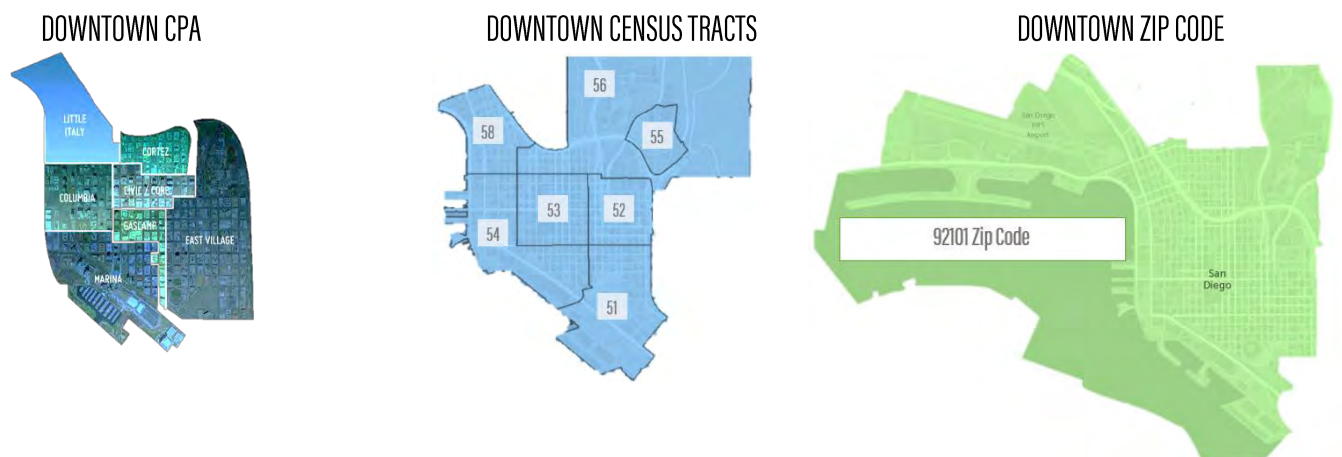 DOWNTOWN CPA
LITTLE
ITALY
CORTEZ
CIVIC / CORE
COLUMBIA
GASLAMP
EAST VILLAGE
MARINA
DOWNTOWN CENSUS TRACTS
56
58
55
53
52
54
51
DOWNTOWN ZIP CODE
San Diego
Airport
92101 Zip Code
San
Diego